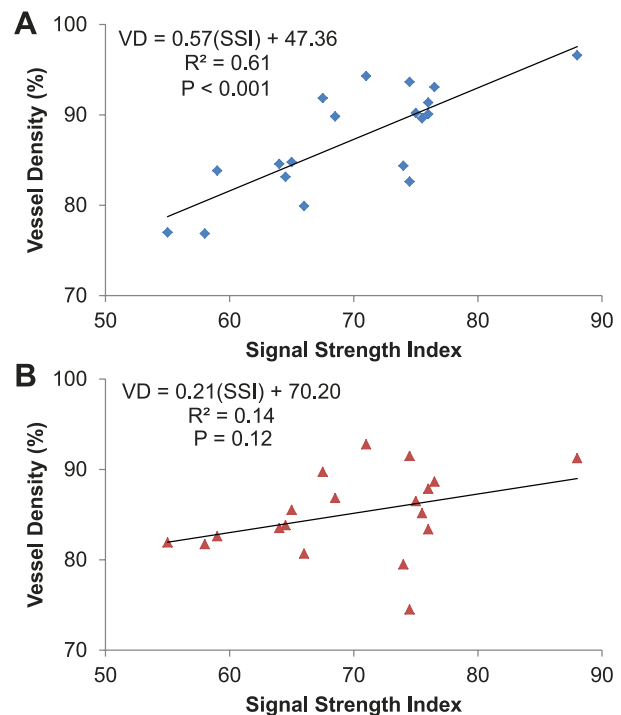 A
VD = 0.57(SSI) + 47.36
R² = 0.61
P < 0.001
Vessel Density (%)
100
90
80
70
50 60 70 80 90
Signal Strength Index
B
VD = 0.21(SSI) + 70.20
R² = 0.14
P = 0.12
Vessel Density (%)
100
90
80
70
50 60 70 80 90
Signal Strength Index